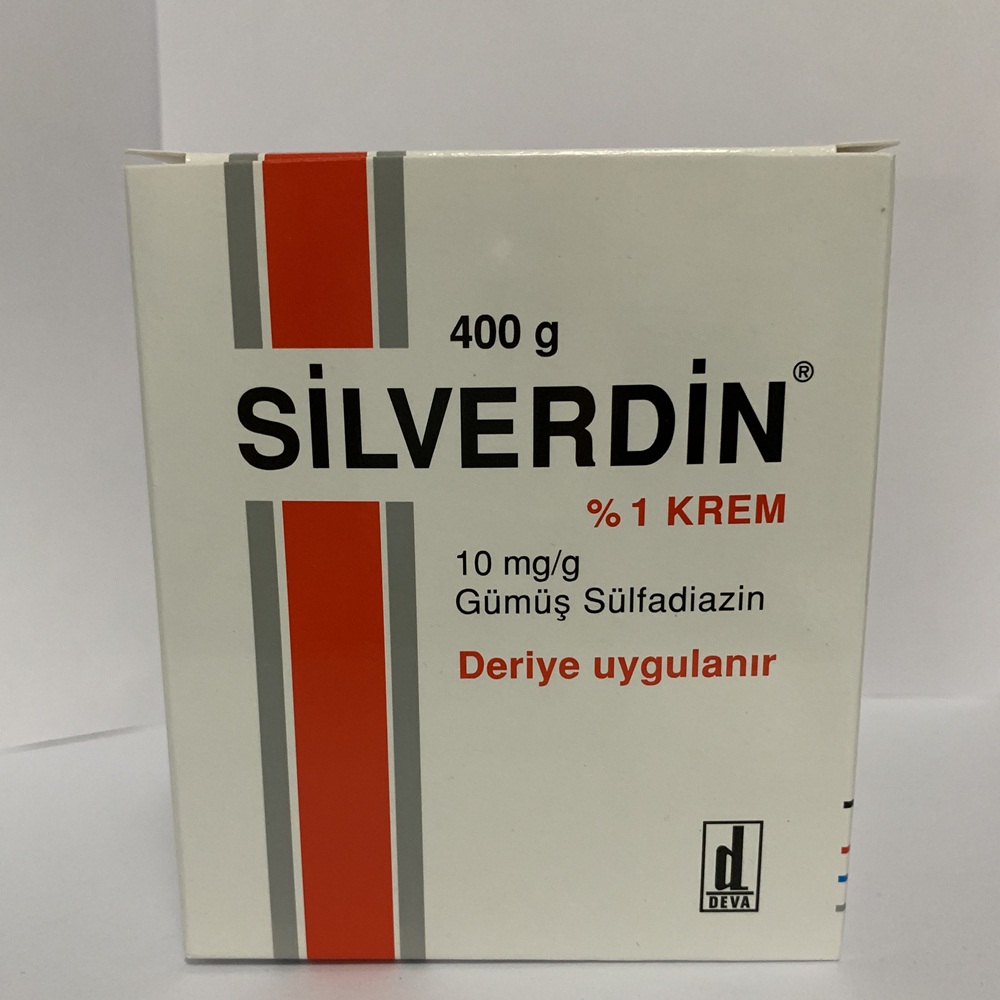 400 g
SİLVERDİN®
% 1 KREM
10 mg/g
Gümüş Sülfadiazin
Deriye uygulanır
d
DEVA